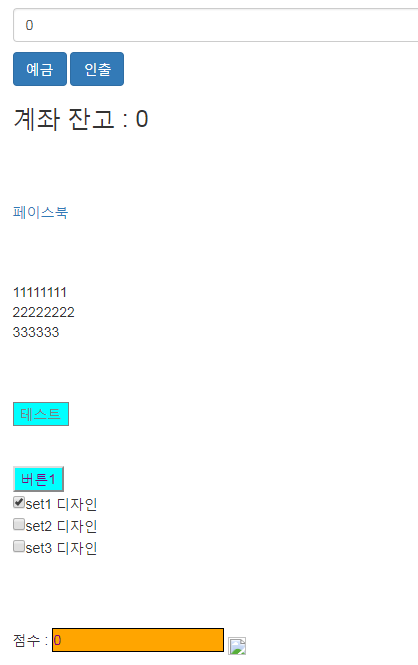 0
예금 인출
계좌 잔고 : 0
페이스북
11111111
22222222
333333
테스트
버튼1
set1 디자인
set2 디자인
set3 디자인
점수 : 0